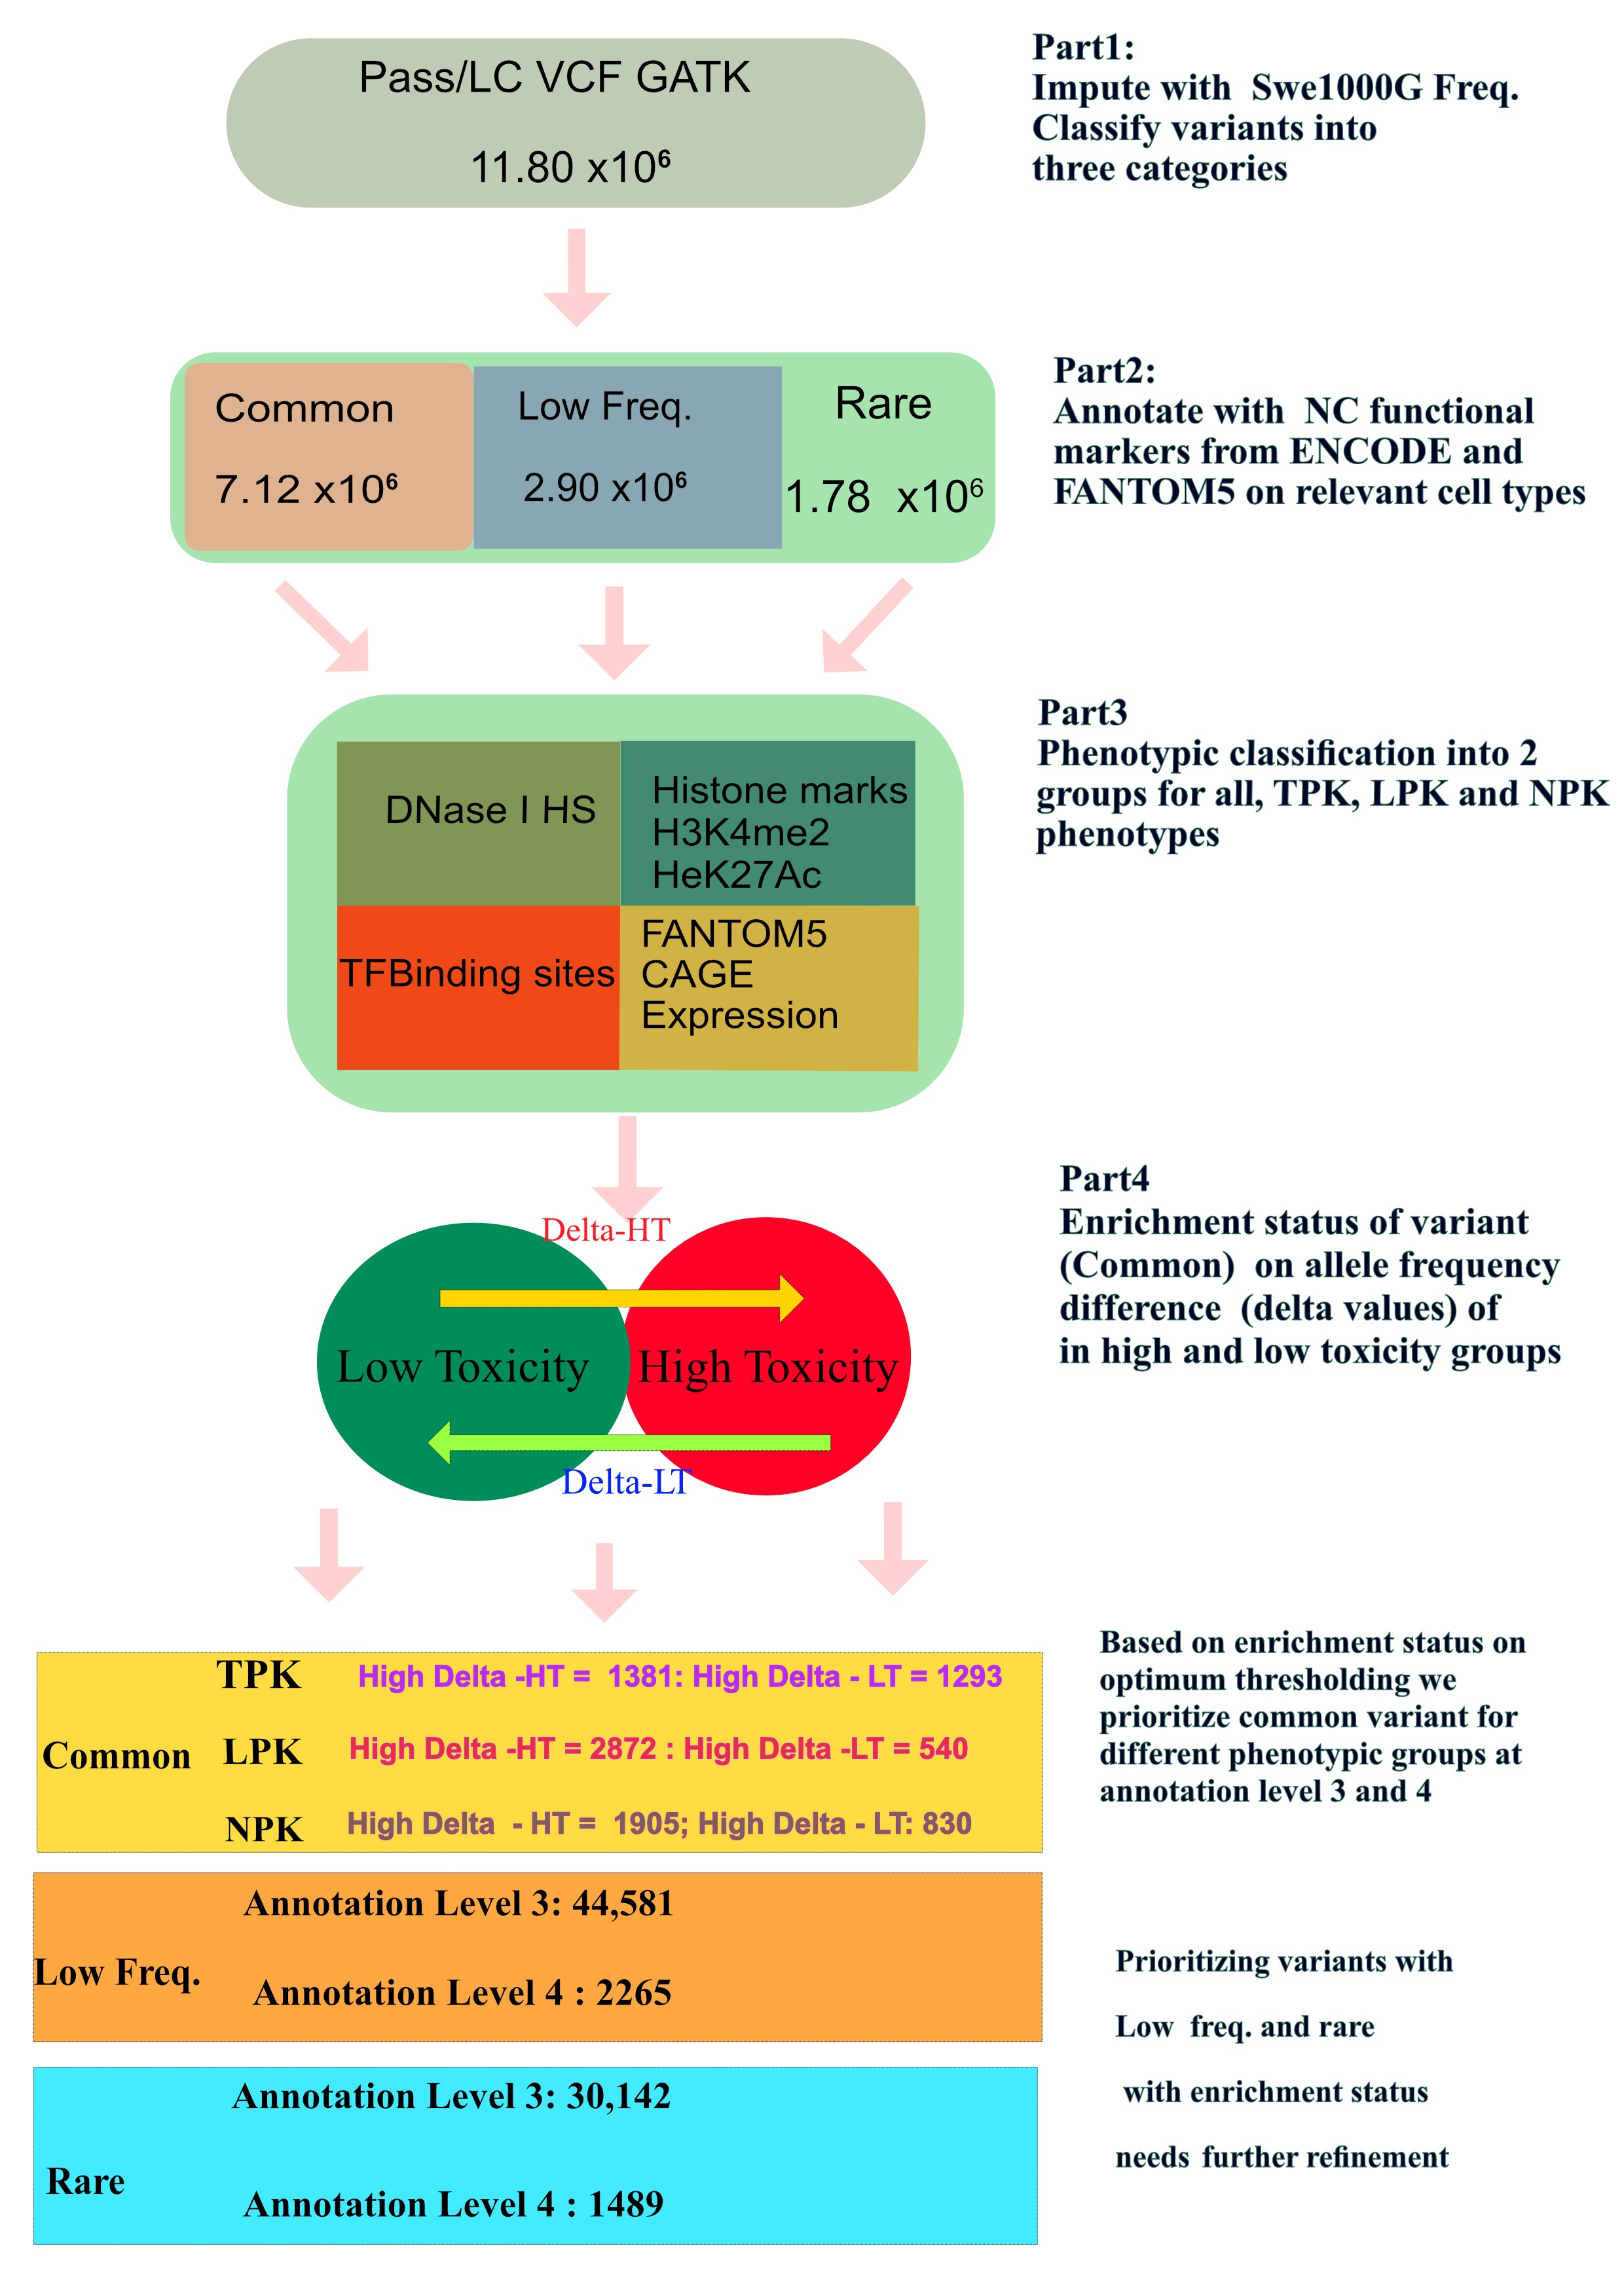 Pass/LC VCF GATK
11.80 x10⁶
Part1:
Impute with Swe1000G Freq.
Classify variants into
three categories
Common
7.12 x10⁶
Low Freq.
2.90 x10⁶
Rare
1.78 x10⁶
Part2:
Annotate with NC functional
markers from ENCODE and
FANTOM5 on relevant cell types
DNase I HS
Histone marks
H3K4me2
HeK27Ac
TFBinding sites
FANTOM5
CAGE
Expression
Part3
Phenotypic classification into 2
groups for all, TPK, LPK and NPK
phenotypes
Delta-HT
Low Toxicity
High Toxicity
Delta-LT
Part4
Enrichment status of variant
(Common) on allele frequency
difference (delta values) of
in high and low toxicity groups
Common
TPK High Delta -HT = 1381: High Delta - LT = 1293
LPK High Delta -HT = 2872 : High Delta -LT = 540
NPK High Delta - HT = 1905; High Delta - LT: 830
Based on enrichment status on
optimum thresholding we
prioritize common variant for
different phenotypic groups at
annotation level 3 and 4
Low Freq.
Annotation Level 3: 44,581
Annotation Level 4 : 2265
Rare
Annotation Level 3: 30,142
Annotation Level 4 : 1489
Prioritizing variants with
Low freq. and rare
with enrichment status
needs further refinement